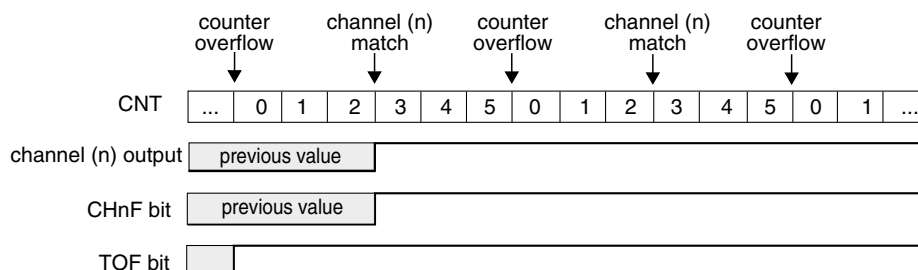 counter overflow
channel (n) match
counter overflow
channel (n) match
counter overflow
CNT ... 0 1 2 3 4 5 0 1 2 3 4 5 0 1 ...
channel (n) output previous value
CHnF bit previous value
TOF bit